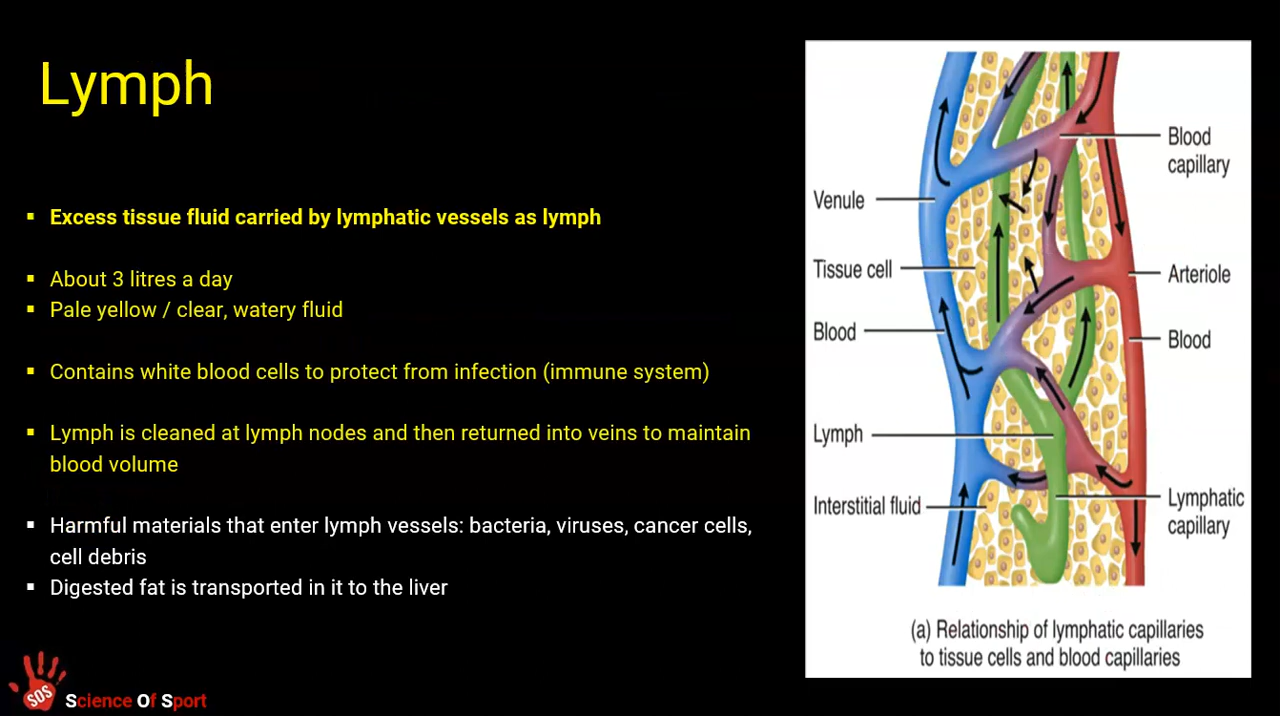 Lymph
▪ Excess tissue fluid carried by lymphatic vessels as lymph
▪ About 3 litres a day
▪ Pale yellow / clear, watery fluid
▪ Contains white blood cells to protect from infection (immune system)
▪ Lymph is cleaned at lymph nodes and then returned into veins to maintain
blood volume
▪ Harmful materials that enter lymph vessels: bacteria, viruses, cancer cells,
cell debris
▪ Digested fat is transported in it to the liver
SOS
Science Of Sport
Venule
Tissue cell
Blood
Lymph
Interstitial fluid
Blood
capillary
Arteriole
Blood
Lymphatic
capillary
(a) Relationship of lymphatic capillaries
to tissue cells and blood capillaries